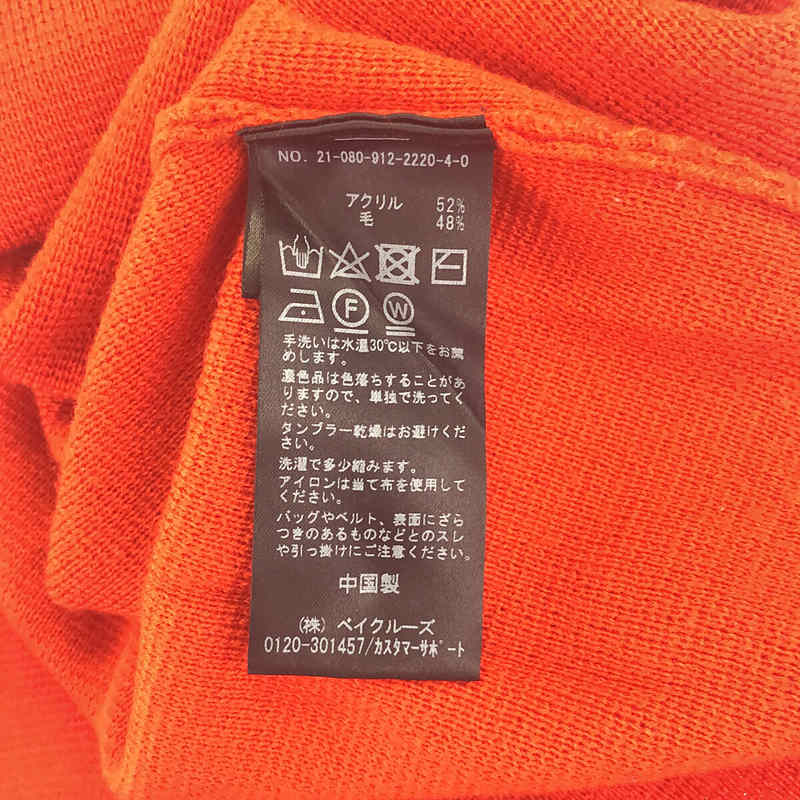 NO. 21-080-912-2220-4-0
アクリル 52%
毛 48%
F W
手洗いは水温30℃以下をお薦
めします。
濃色品は色落ちすることがあ
りますので、単独で洗ってく
ださい。
タンブラー乾燥はお避けくだ
さい。
洗濯で多少縮みます。
アイロンは当て布を使用して
ください。
バッグやベルト、表面にざら
つきのあるものなどとのスレ
や引っ掛けにご注意ください。
中国製
(株) ベイクルーズ
0120-301457/カスタマーサポート